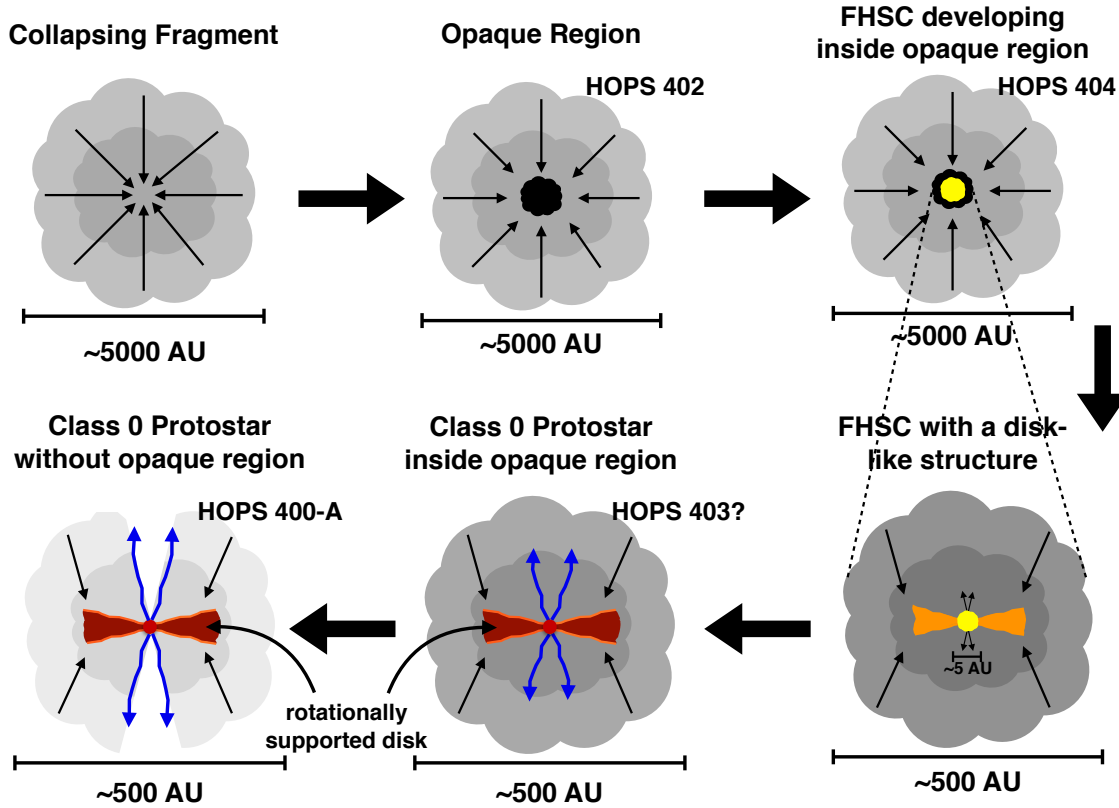 Collapsing Fragment
~5000 AU
Opaque Region
HOPS 402
~5000 AU
FHSC developing
inside opaque region
HOPS 404
~5000 AU
FHSC with a disk-
like structure
~5 AU
~500 AU
Class 0 Protostar
inside opaque region
HOPS 403?
~500 AU
Class 0 Protostar
without opaque region
HOPS 400-A
rotationally
supported disk
~500 AU